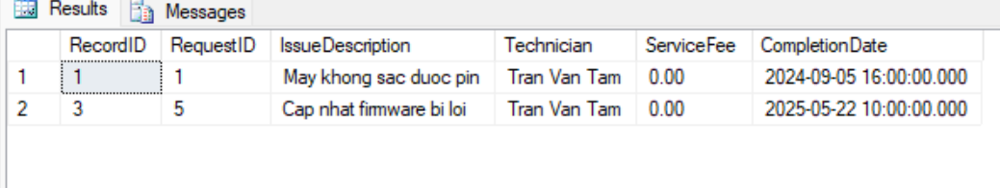 Results Messages
RecordID RequestID IssueDescription Technician ServiceFee CompletionDate
1 1 1 May khong sac duoc pin Tran Van Tam 0.00 2024-09-05 16:00:00.000
2 3 5 Cap nhat firmware bi loi Tran Van Tam 0.00 2025-05-22 10:00:00.000